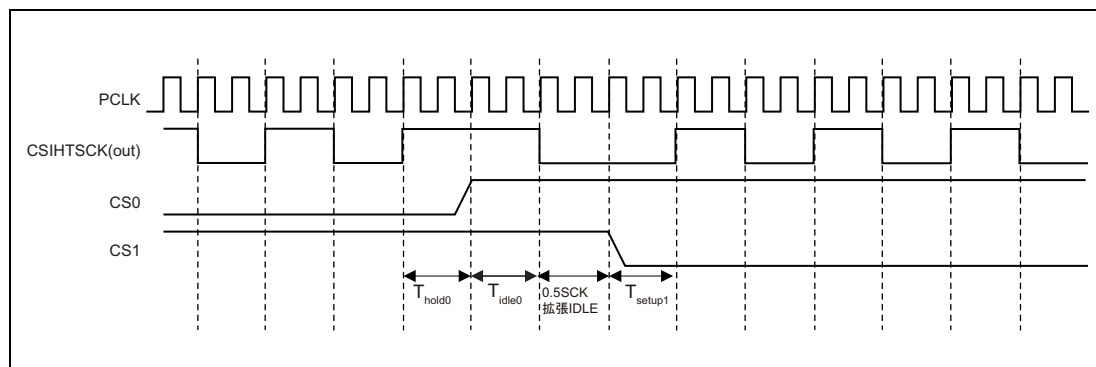 PCLK
CSIHTSCK(out)
CS0
CS1
Thold0
Tidle0
0.5SCK
拡張IDLE
Tsetup1